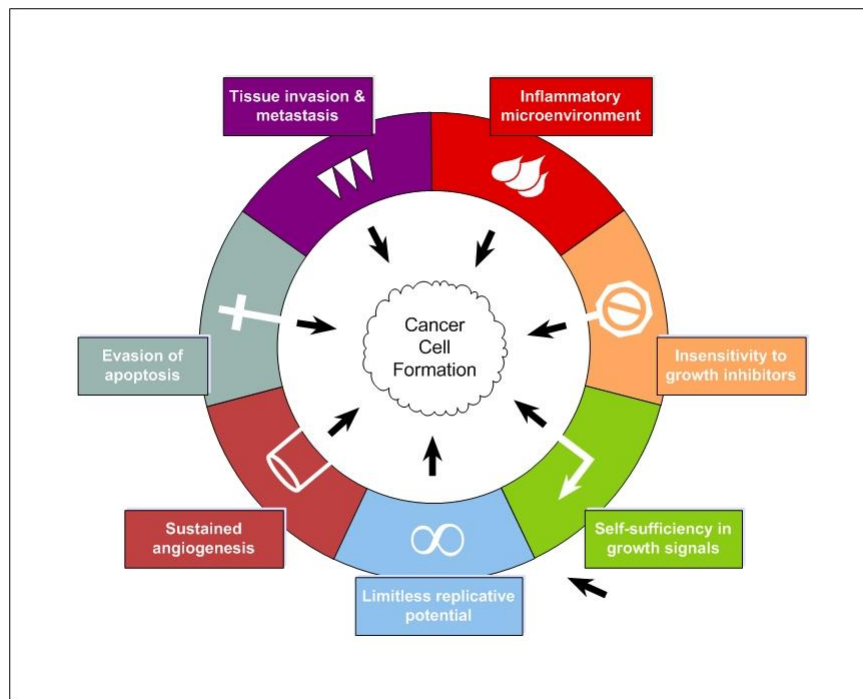 Tissue invasion &
metastasis
Inflammatory
microenvironment
Cancer
Cell
Formation
Evasion of
apoptosis
Insensitivity to
growth inhibitors
Sustained
angiogenesis
Self-sufficiency in
growth signals
Limitless replicative
potential